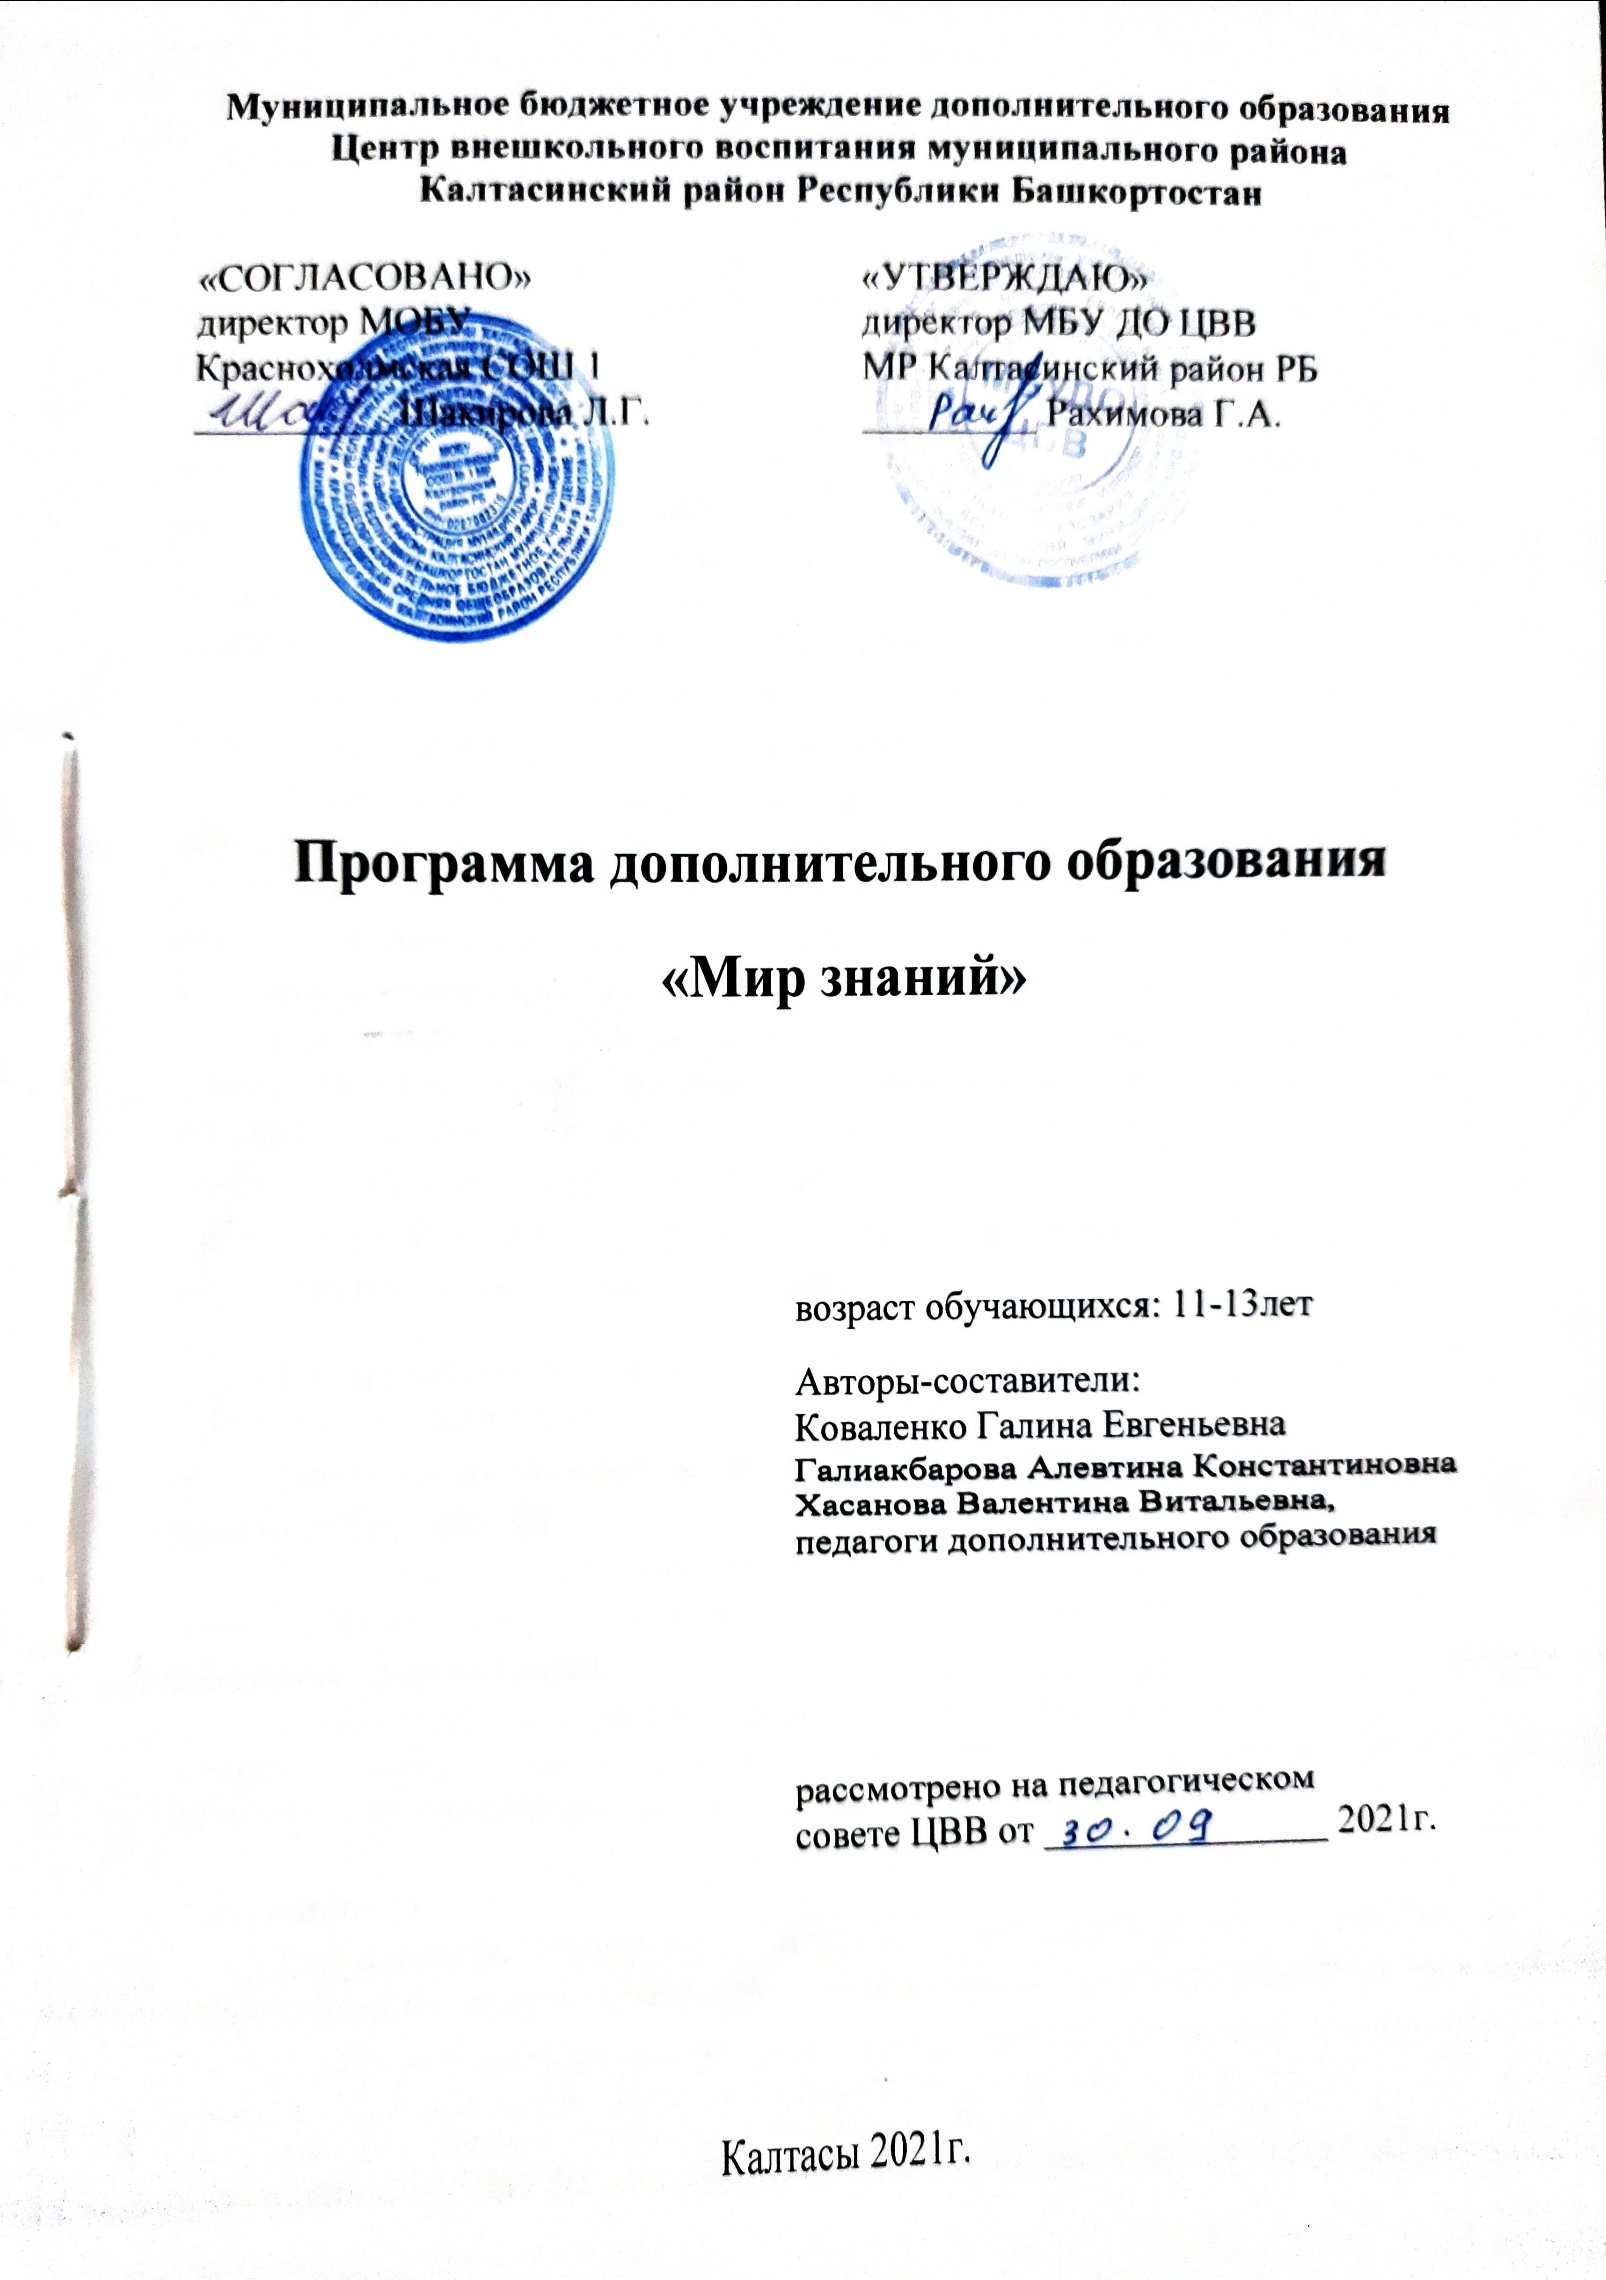 Муниципальное бюджетное учреждение дополнительного образования
Центр внешкольного воспитания муниципального района
Калтасинский район Республики Башкортостан
«СОГЛАСОВАНО»
директор МОБУ
Краснохолмская СОШ 1
Шакирова Л.Г.
«УТВЕРЖДАЮ»
директор МБУ ДО ЦВВ
МР Калтасинский район РБ
Рахимова Г.А.
Программа дополнительного образования
«Мир знаний»
возраст обучающихся: 11-13лет
Авторы-составители:
Коваленко Галина Евгеньевна
Галиакбарова Алевтина Константиновна
Хасанова Валентина Витальевна,
педагоги дополнительного образования
рассмотрено на педагогическом
совете ЦВВ от 30.09 2021г.
Калтасы 2021г.